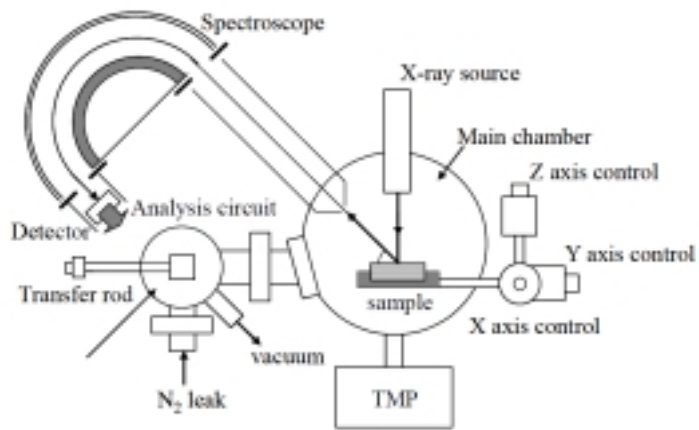 Spectroscope
X-ray source
Main chamber
Z axis control
Analysis circuit
Detector
Y axis control
Transfer rod
sample
X axis control
vacuum
N₂ leak
TMP